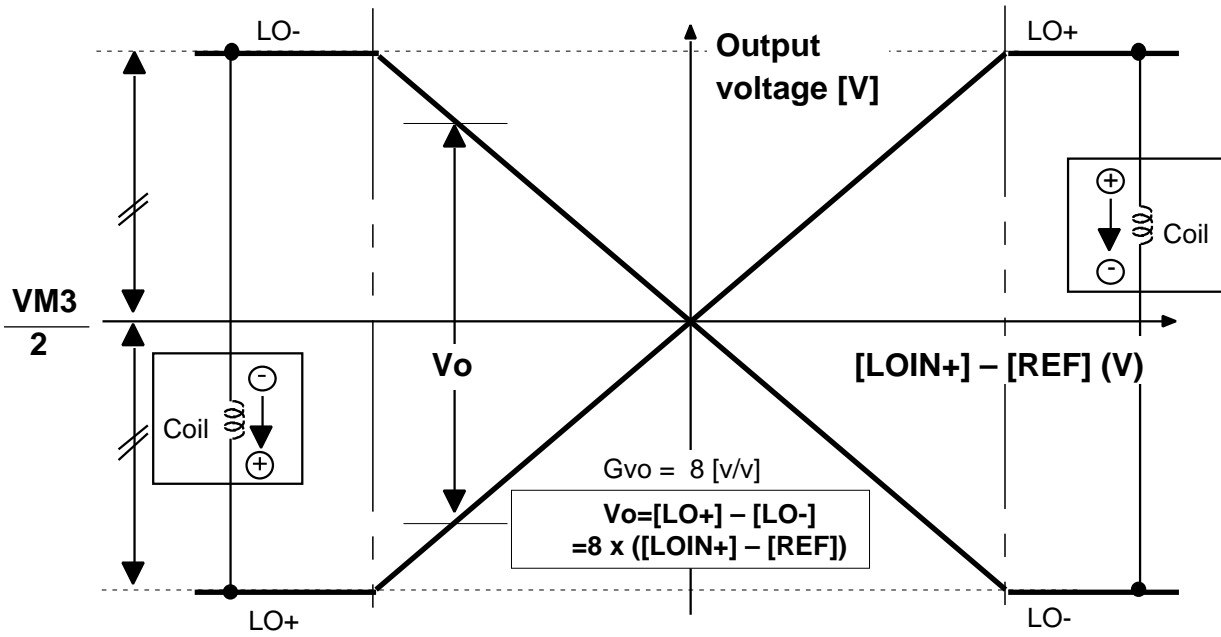 LO-
Output
voltage [V]
LO+
+
Coil
-
VM3
2
Vo
[LOIN+] – [REF] (V)
-
Coil
+
Gvo = 8 [v/v]
Vo=[LO+] – [LO-]
=8 x ([LOIN+] – [REF])
LO+
LO-